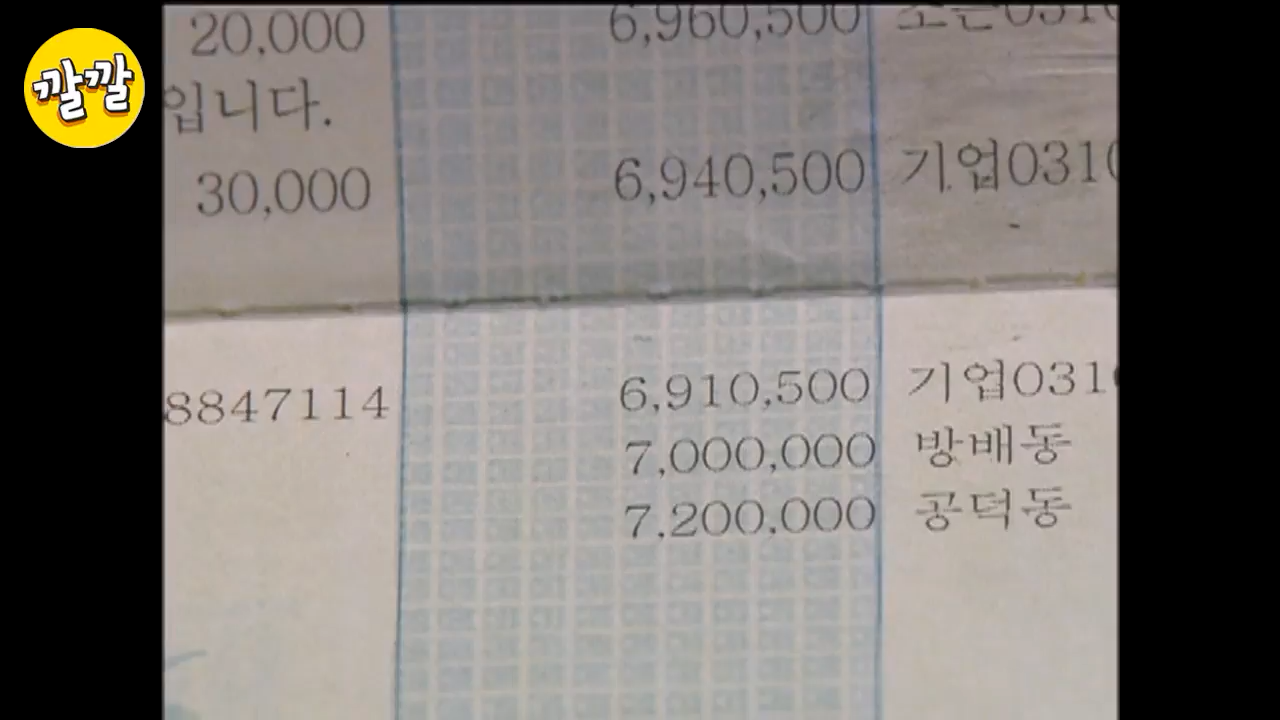 깔깔
20,000 6,960,500
입니다.
30,000 6,940,500 기업031
8847114 6,910,500 기업031
7,000,000 방배동
7,200,000 공덕동